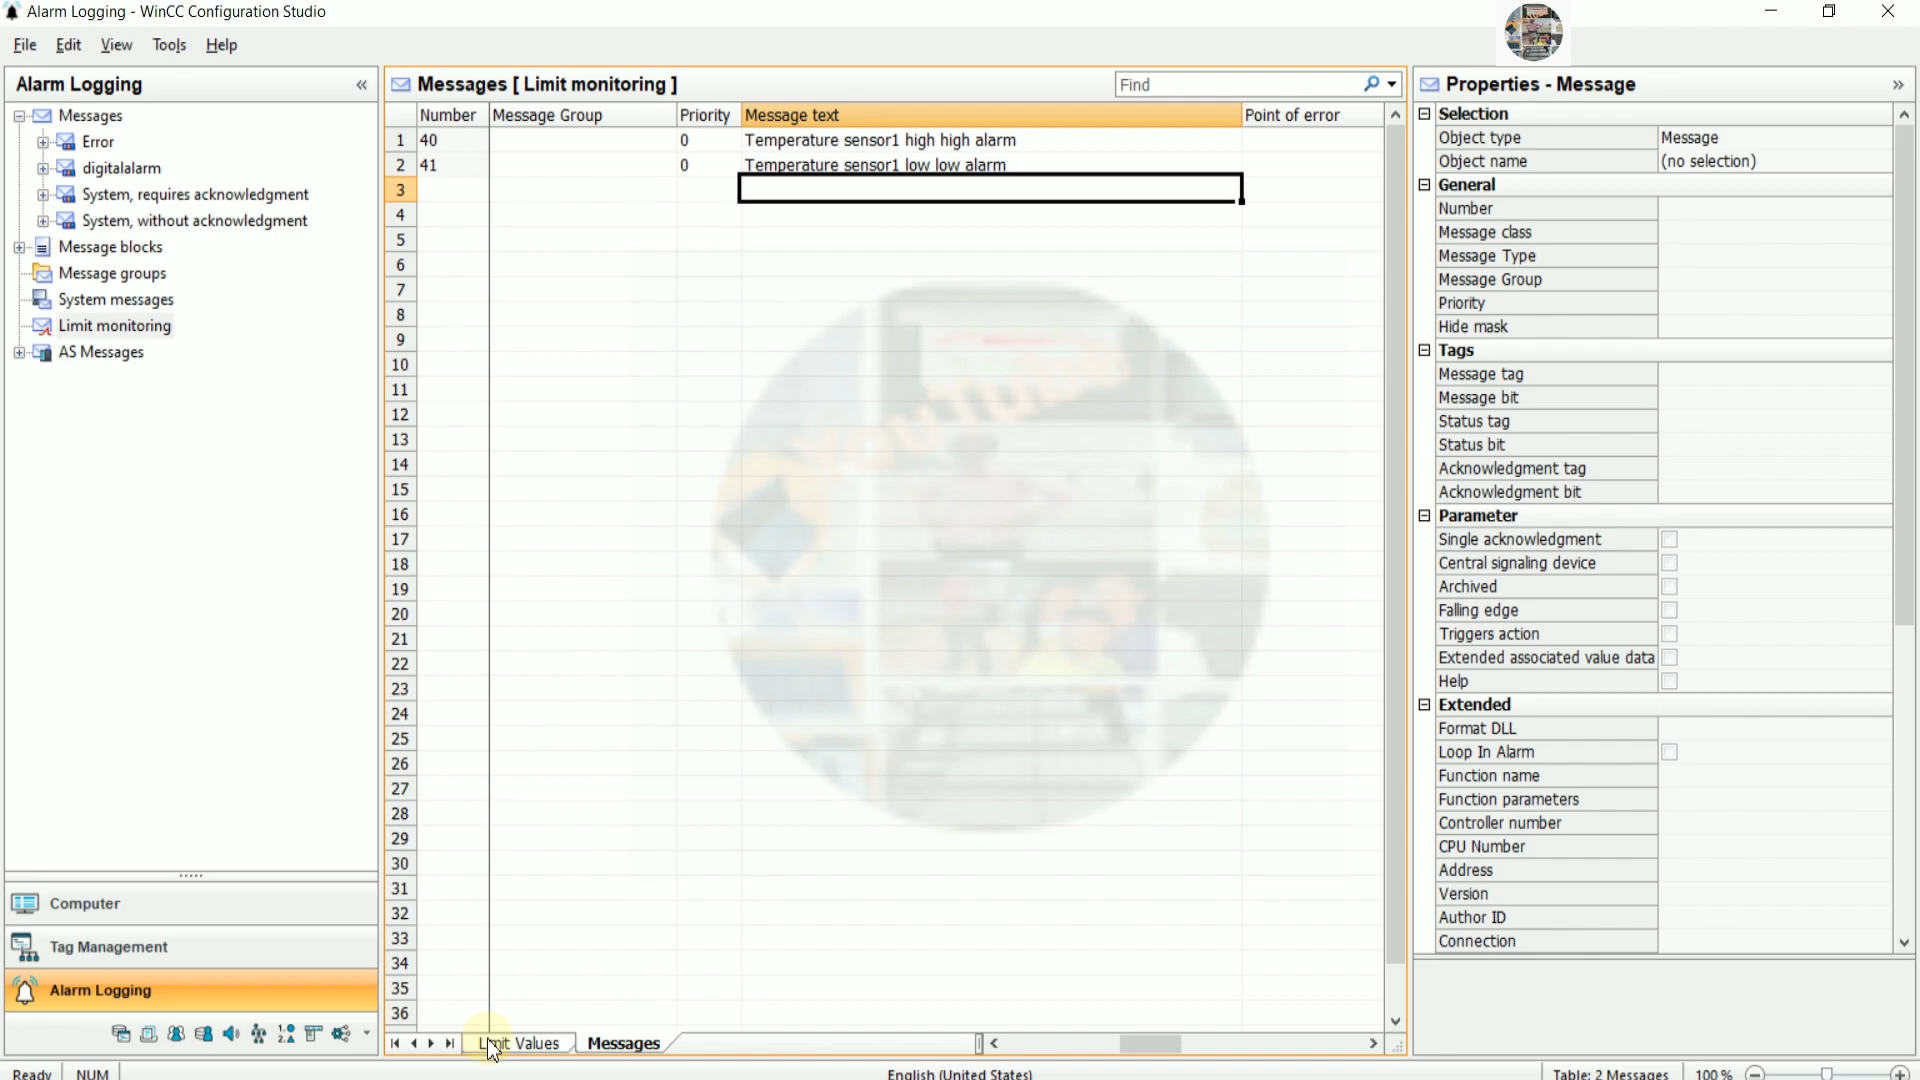 Alarm Logging - WinCC Configuration Studio
File Edit View Tools Help
Alarm Logging «
Messages
Error
digitalalarm
System, requires acknowledgment
System, without acknowledgment
Message blocks
Message groups
System messages
Limit monitoring
AS Messages
Computer
Tag Management
Alarm Logging
Messages [ Limit monitoring ] Find
Number Message Group Priority Message text Point of error
1 40 0 Temperature sensor1 high high alarm
2 41 0 Temperature sensor1 low low alarm
3
4
5
6
7
8
9
10
11
12
13
14
15
16
17
18
19
20
21
22
23
24
25
26
27
28
29
30
31
32
33
34
35
36
Limit Values Messages
Properties - Message »
Selection
Object type Message
Object name (no selection)
General
Number
Message class
Message Type
Message Group
Priority
Hide mask
Tags
Message tag
Message bit
Status tag
Status bit
Acknowledgment tag
Acknowledgment bit
Parameter
Single acknowledgment
Central signaling device
Archived
Falling edge
Triggers action
Extended associated value data
Help
Extended
Format DLL
Loop In Alarm
Function name
Function parameters
Controller number
CPU Number
Address
Version
Author ID
Connection
Ready NUM English (United States) Table: 2 Messages 100 %